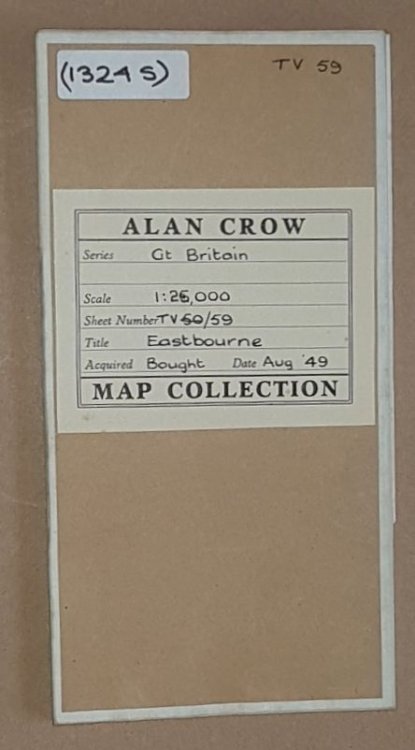 (1324 S)
TV 59
ALAN CROW
Series Gt Britain
Scale 1:25,000
Sheet Number TV 50/59
Title Eastbourne
Acquired Bought Date Aug '49
MAP COLLECTION